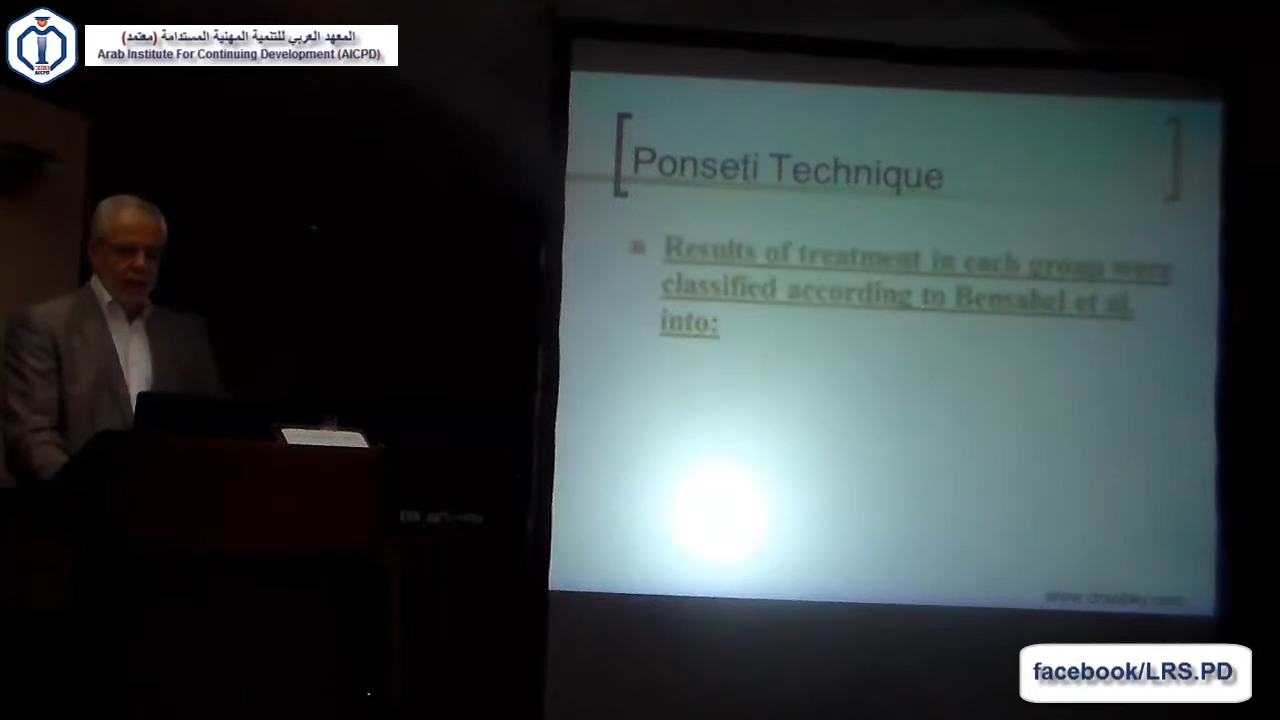 المعهد العربي للتنمية المهنية المستدامة (معتمد)
Arab Institute For Continuing Development (AICPD)
AICPD
Ponseti Technique
Results of treatment in each group were
classified according to Bensahel et al.
into:
facebook/LRS.PD